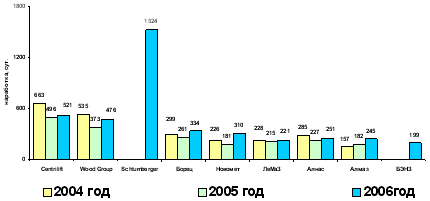 1800
1200
600
0
наработка, сут.
663 496 521
535 373 476
1524
299 261 334
226 181 310
228 215 221
285 227 251
157 182 245
199
Centrilift Wood Group Schlumberger Борец Новомет ЛеМаЗ Алнас Алмаз БЭНЗ
2004 год 2005 год 2006год